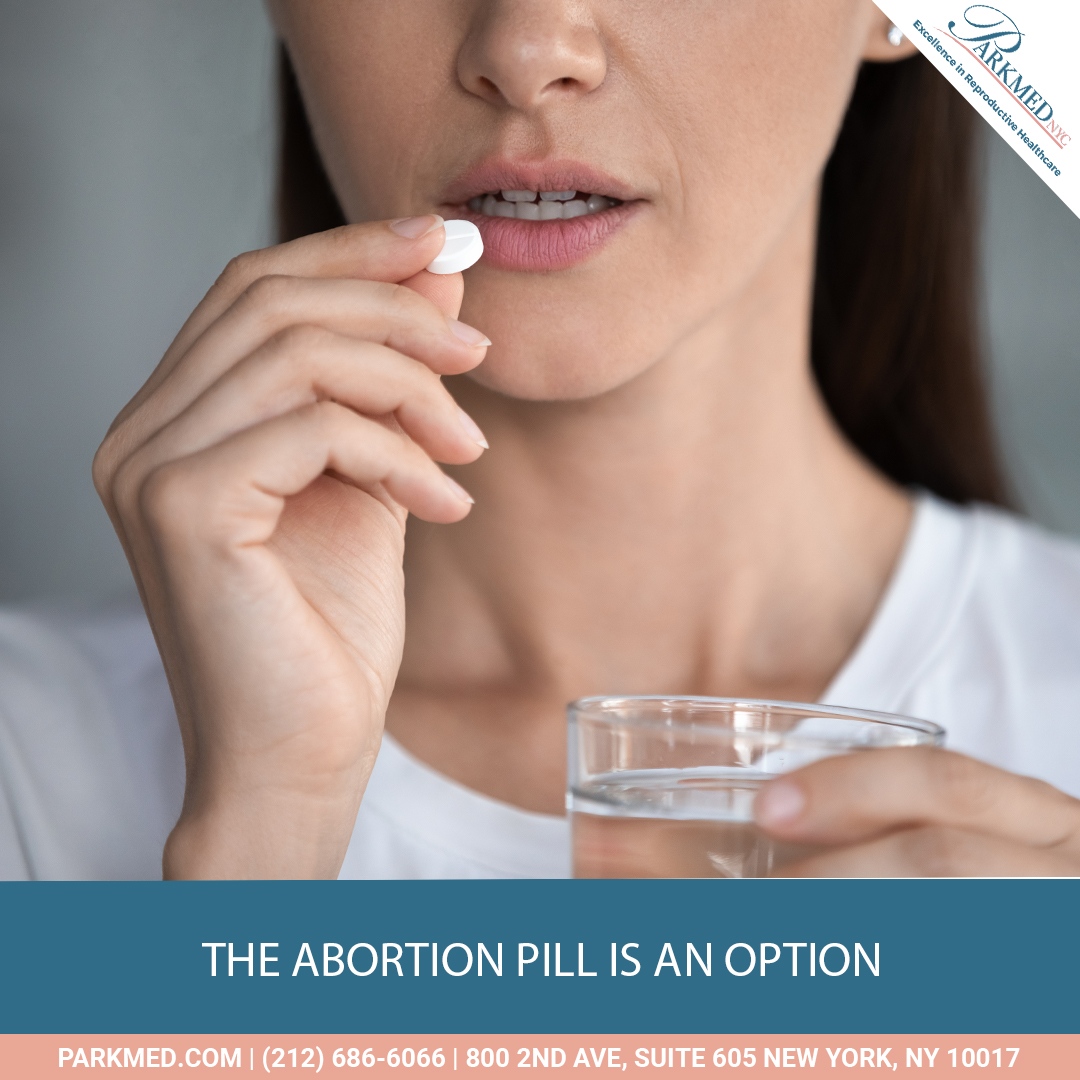 PARKMED NYC
Excellence in Reproductive Healthcare
THE ABORTION PILL IS AN OPTION
PARKMED.COM | (212) 686-6066 | 800 2ND AVE, SUITE 605 NEW YORK, NY 10017